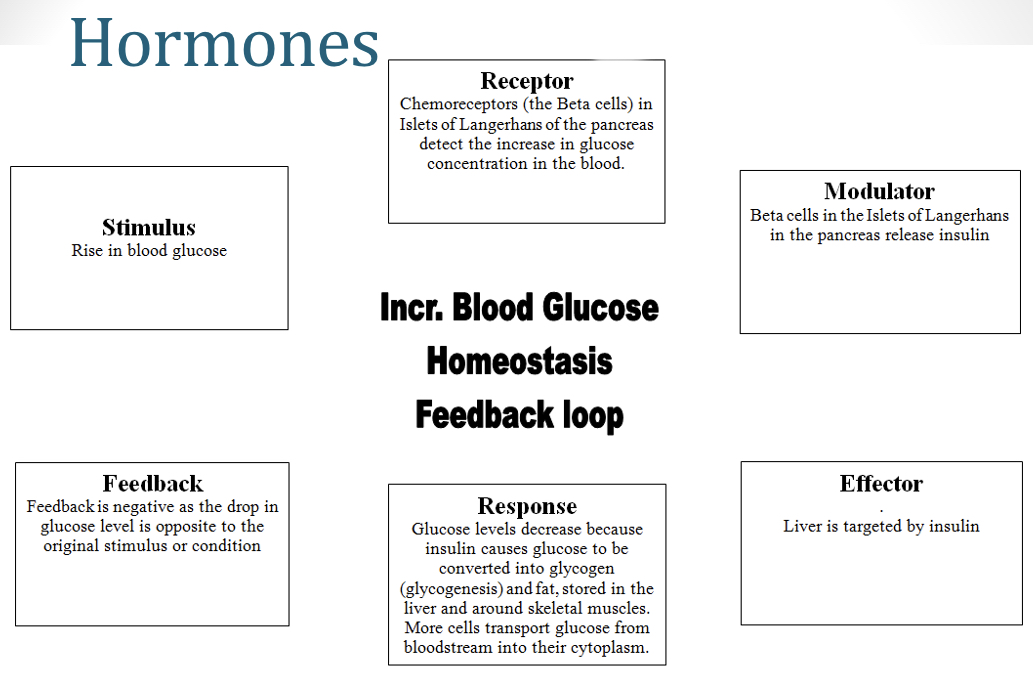 Hormones
Receptor
Chemoreceptors (the Beta cells) in
Islets of Langerhans of the pancreas
detect the increase in glucose
concentration in the blood.
Stimulus
Rise in blood glucose
Modulator
Beta cells in the Islets of Langerhans
in the pancreas release insulin
Incr. Blood Glucose
Homeostasis
Feedback loop
Feedback
Feedback is negative as the drop in
glucose level is opposite to the
original stimulus or condition
Response
Glucose levels decrease because
insulin causes glucose to be
converted into glycogen
(glycogenesis) and fat, stored in the
liver and around skeletal muscles.
More cells transport glucose from
bloodstream into their cytoplasm.
Effector
.
Liver is targeted by insulin